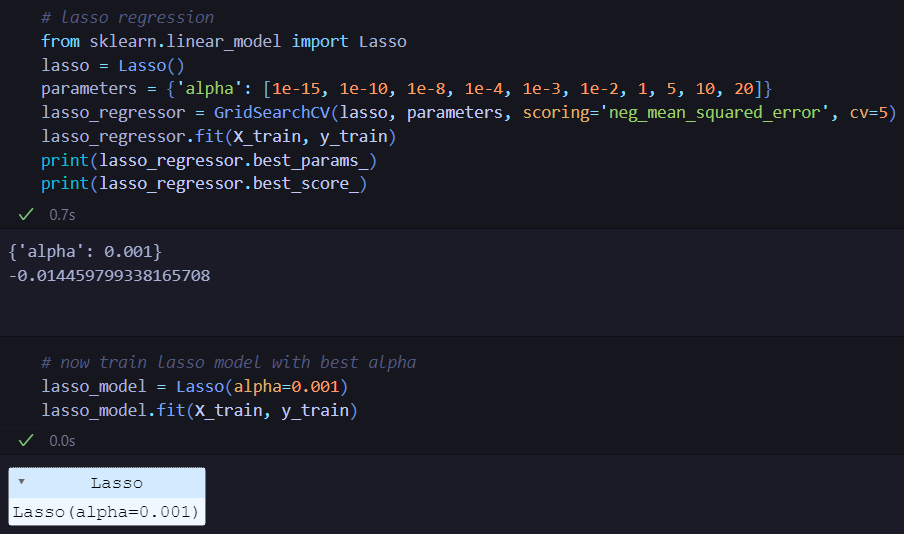 # lasso regression
from sklearn.linear_model import Lasso
lasso = Lasso()
parameters = {'alpha': [1e-15, 1e-10, 1e-8, 1e-4, 1e-3, 1e-2, 1, 5, 10, 20]}
lasso_regressor = GridSearchCV(lasso, parameters, scoring='neg_mean_squared_error', cv=5)
lasso_regressor.fit(X_train, y_train)
print(lasso_regressor.best_params_)
print(lasso_regressor.best_score_)
✓ 0.7s
{'alpha': 0.001}
-0.014459799338165708
# now train lasso model with best alpha
lasso_model = Lasso(alpha=0.001)
lasso_model.fit(X_train, y_train)
✓ 0.0s
▾ Lasso
Lasso(alpha=0.001)